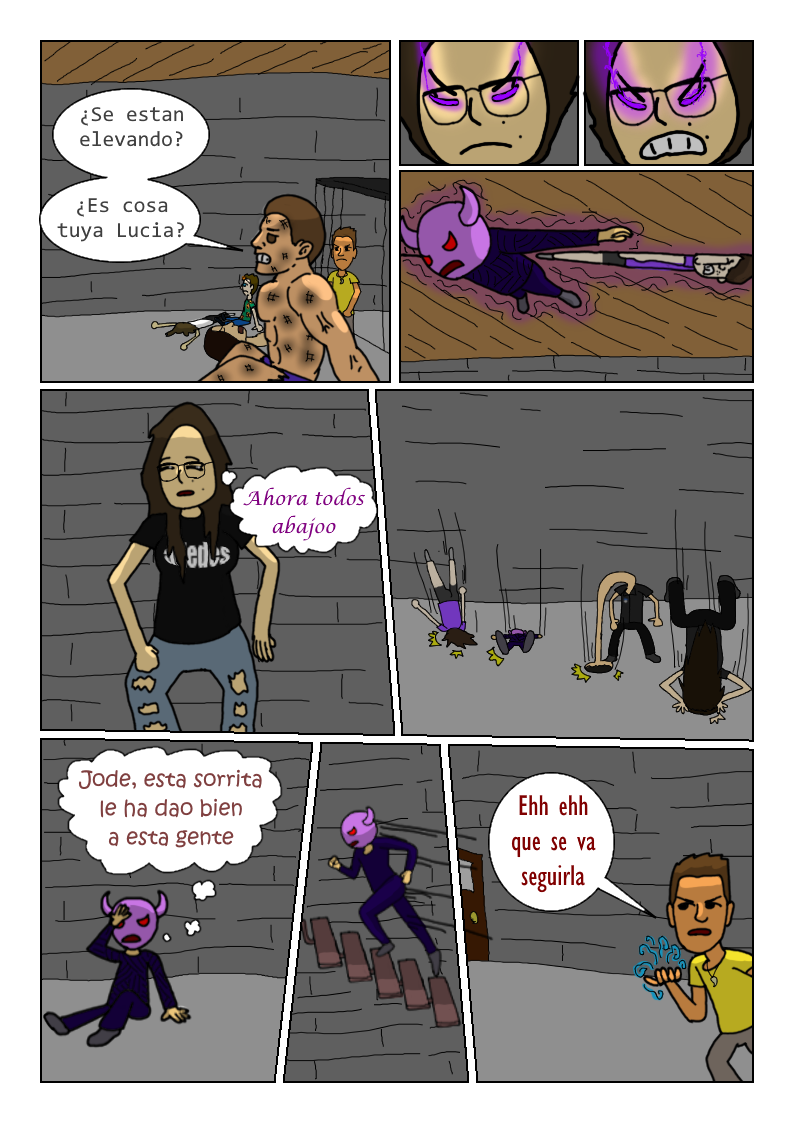 ¿Se estan
elevando?
¿Es cosa
tuya Lucia?
Ahora todos
abajoo
Jode, esta sorrita
le ha dao bien
a esta gente
Ehh ehh
que se va
seguirla